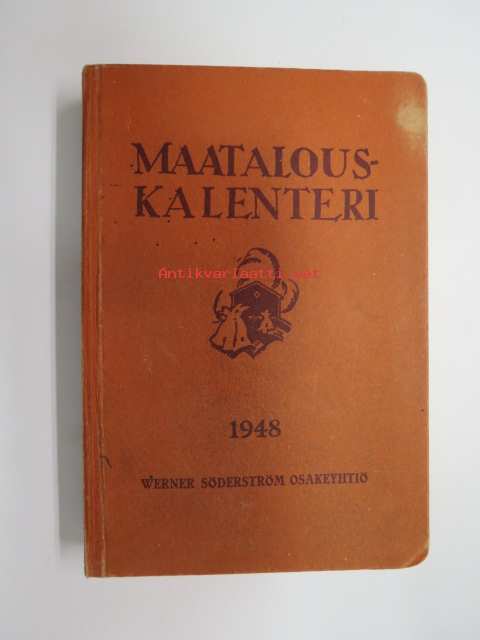 MAATALOUS-
KALENTERI
Antikvariaatti.net
1948
WERNER SÖDERSTRÖM OSAKEYHTIÖ